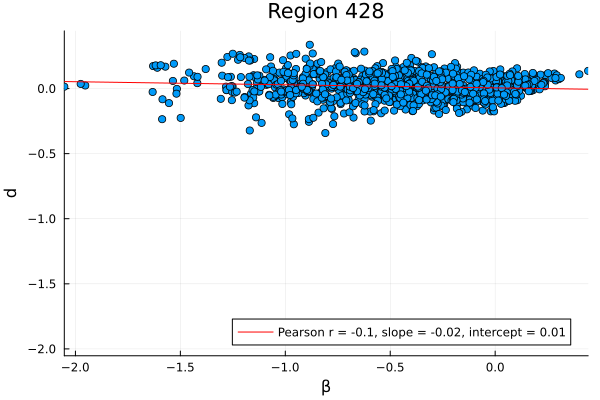 Region 428
0.0
−0.5
−1.0
−1.5
−2.0
d
Pearson r = -0.1, slope = -0.02, intercept = 0.01
−2.0 −1.5 −1.0 −0.5 0.0
β